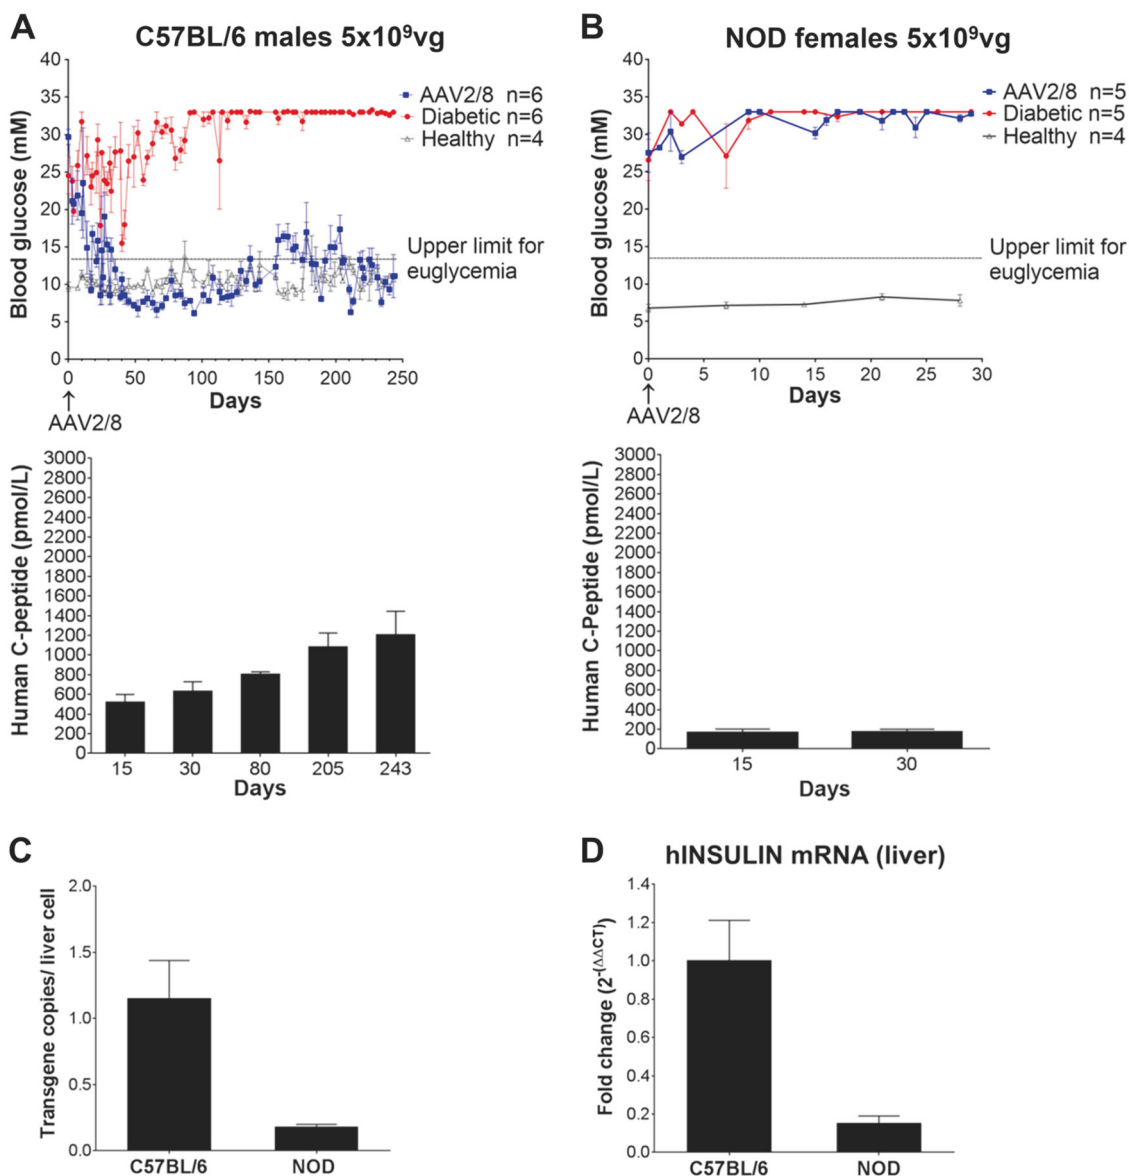 A
C57BL/6 males 5x10⁹vg
Blood glucose (mM)
40
35
30
25
20
15
10
5
0
0 50 100 150 200 250
Days
AAV2/8
AAV2/8 n=6
Diabetic n=6
Healthy n=4
Upper limit for
euglycemia
B
NOD females 5x10⁹vg
Blood glucose (mM)
40
35
30
25
20
15
10
5
0
0 5 10 15 20 25 30
Days
AAV2/8
AAV2/8 n=5
Diabetic n=5
Healthy n=4
Upper limit for
euglycemia
Human C-peptide (pmol/L)
3000
2800
2600
2400
2200
2000
1800
1600
1400
1200
1000
800
600
400
200
0
15 30 80 205 243
Days
Human C-Peptide (pmol/L)
3000
2800
2600
2400
2200
2000
1800
1600
1400
1200
1000
800
600
400
200
0
15 30
Days
C
Transgene copies/ liver cell
2.0
1.5
1.0
0.5
0.0
C57BL/6 NOD
D
hINSULIN mRNA (liver)
Fold change (2^-(ΔΔCT))
1.4
1.2
1.0
0.8
0.6
0.4
0.2
0.0
C57BL/6 NOD